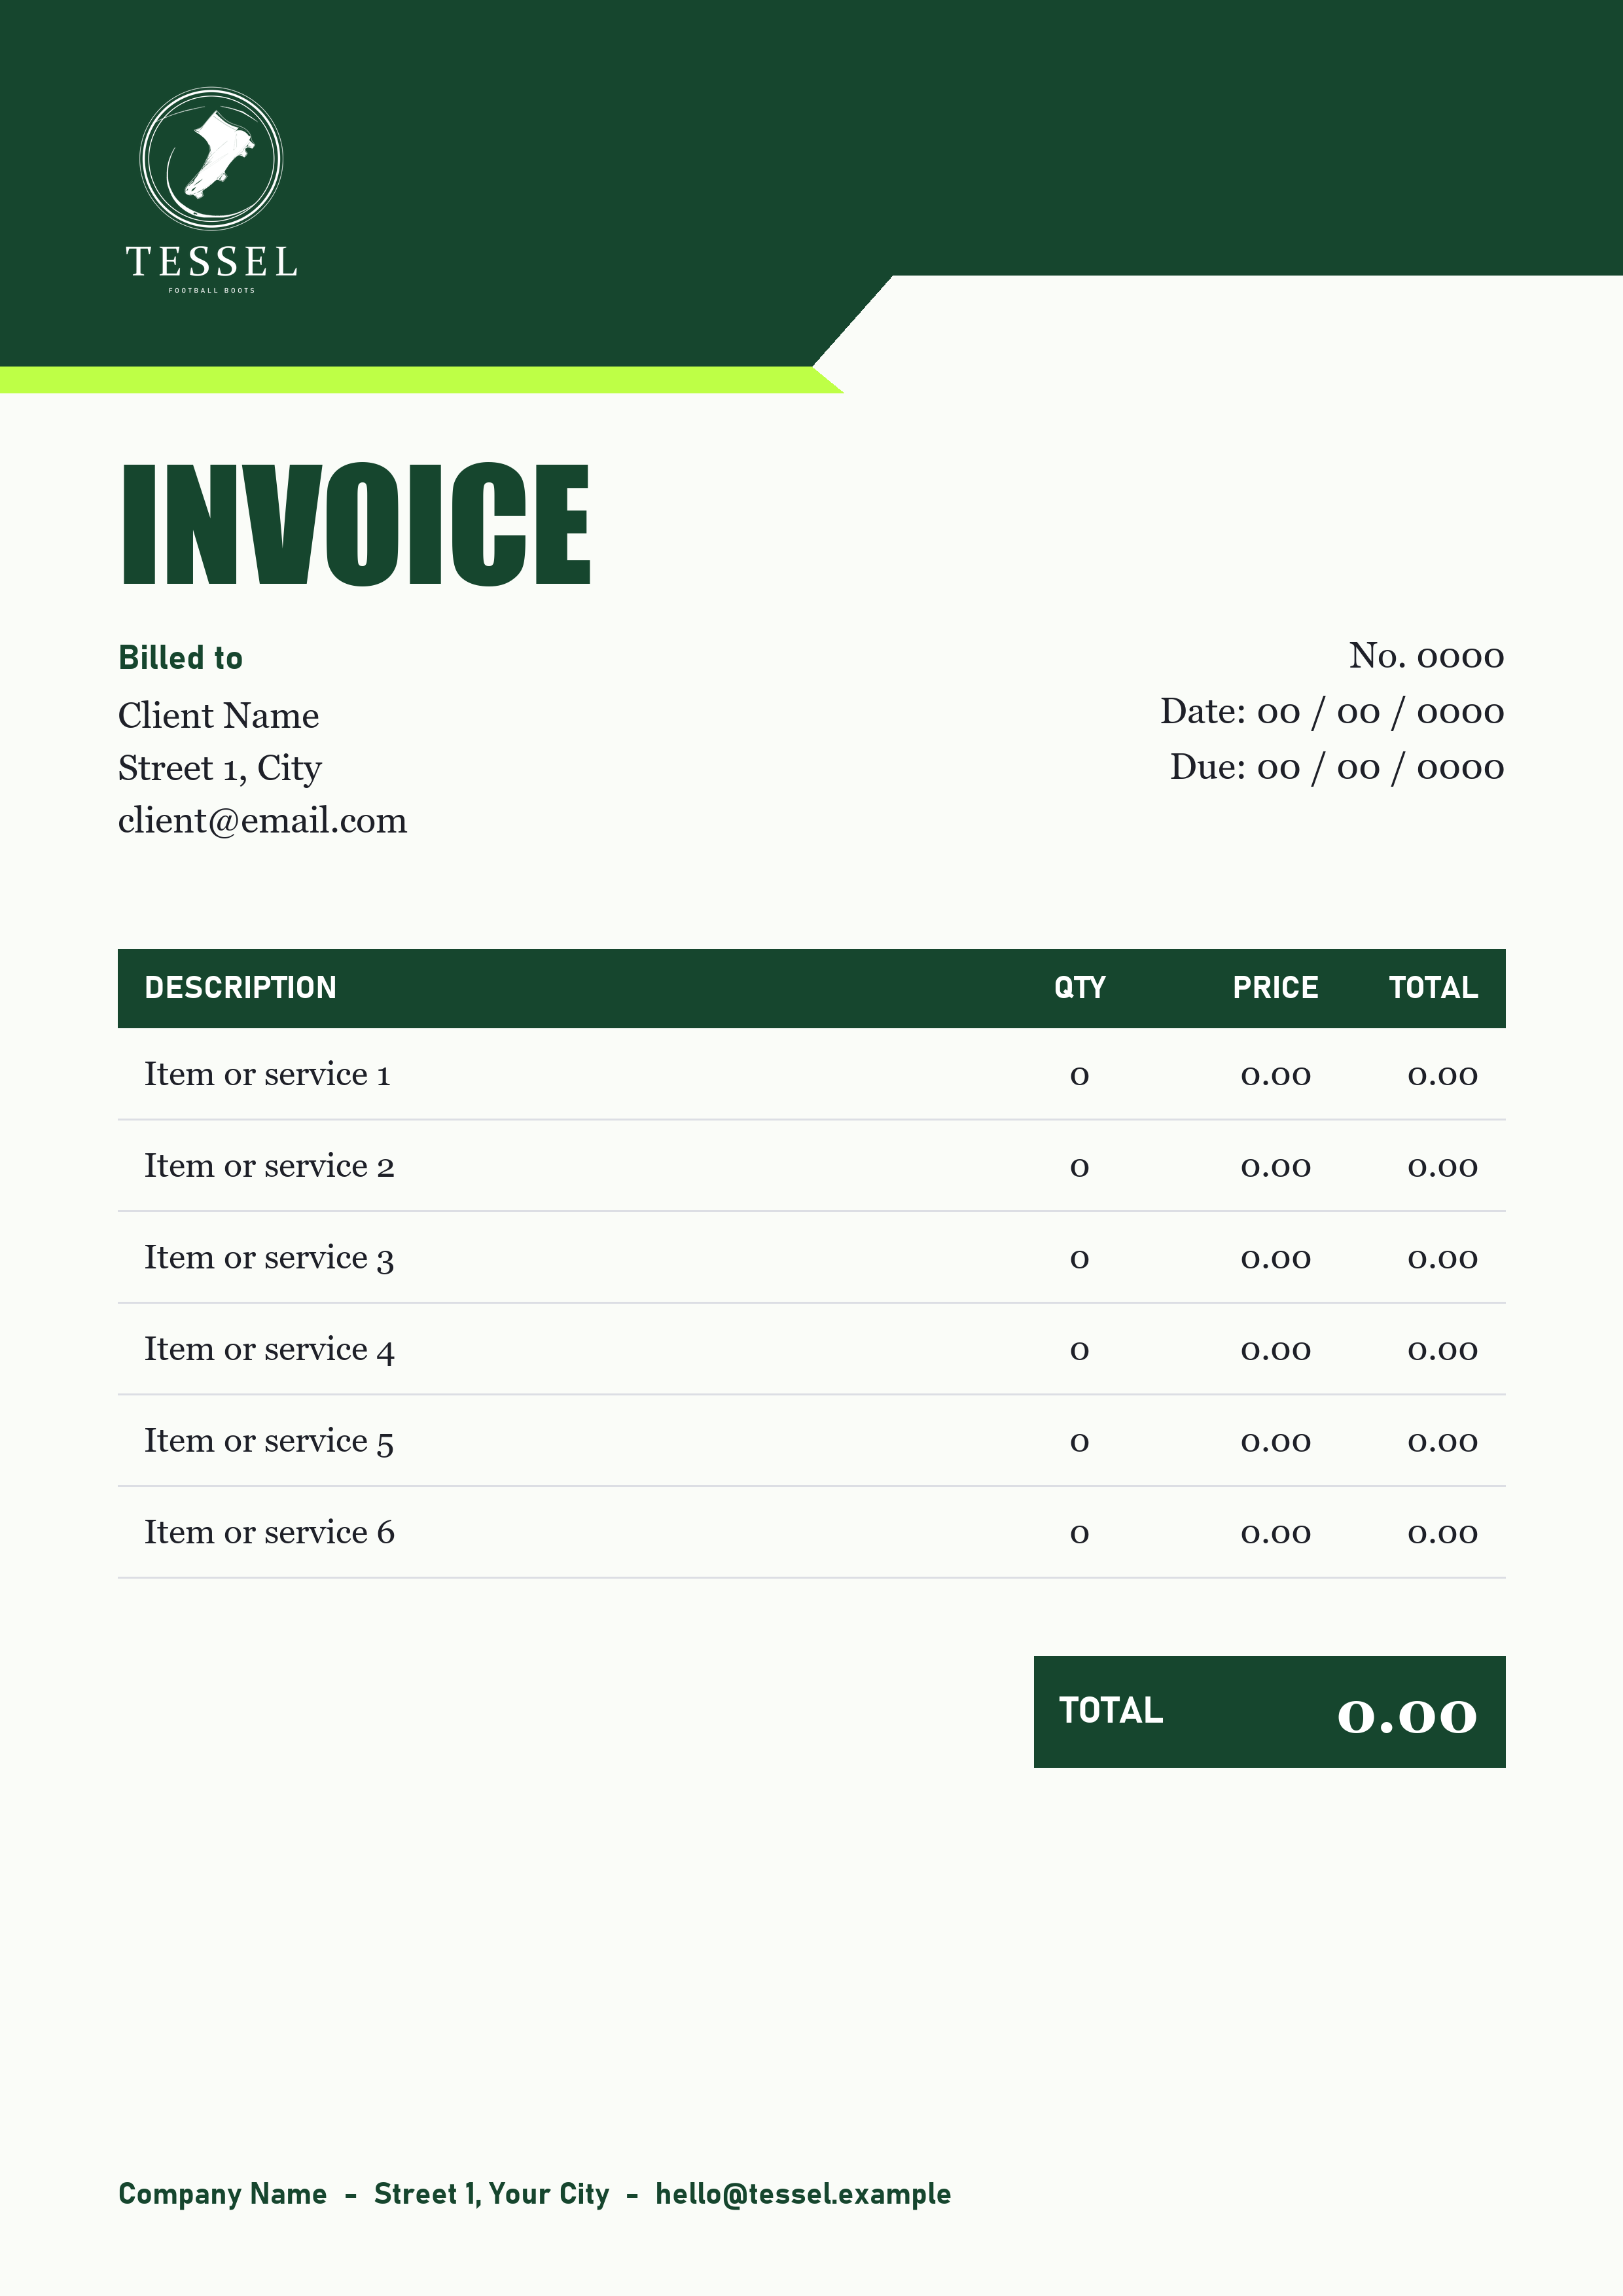 TESSEL
FOOTBALL BOOTS
INVOICE
Billed to
Client Name
Street 1, City
client@email.com
No. 0000
Date: 00 / 00 / 0000
Due: 00 / 00 / 0000
DESCRIPTION QTY PRICE TOTAL
Item or service 1 0 0.00 0.00
Item or service 2 0 0.00 0.00
Item or service 3 0 0.00 0.00
Item or service 4 0 0.00 0.00
Item or service 5 0 0.00 0.00
Item or service 6 0 0.00 0.00
TOTAL 0.00
Company Name - Street 1, Your City - hello@tessel.example